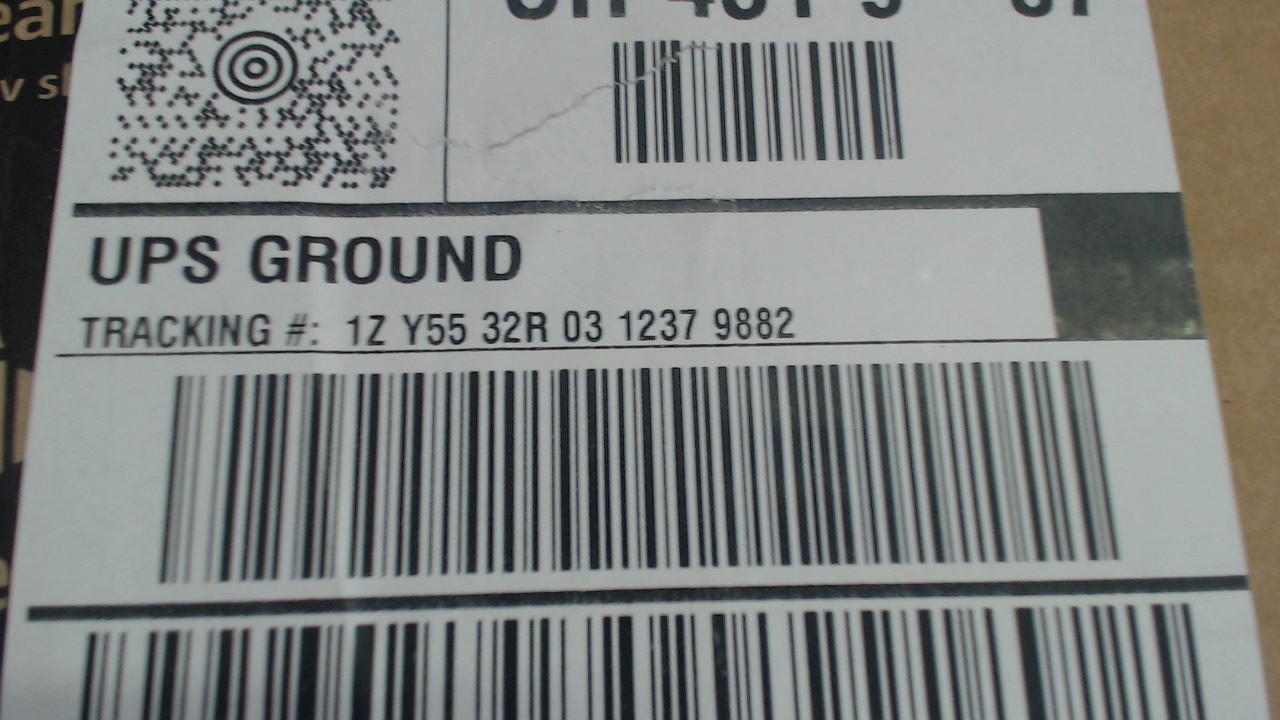 UPS GROUND
TRACKING #: 1Z Y55 32R 03 1237 9882